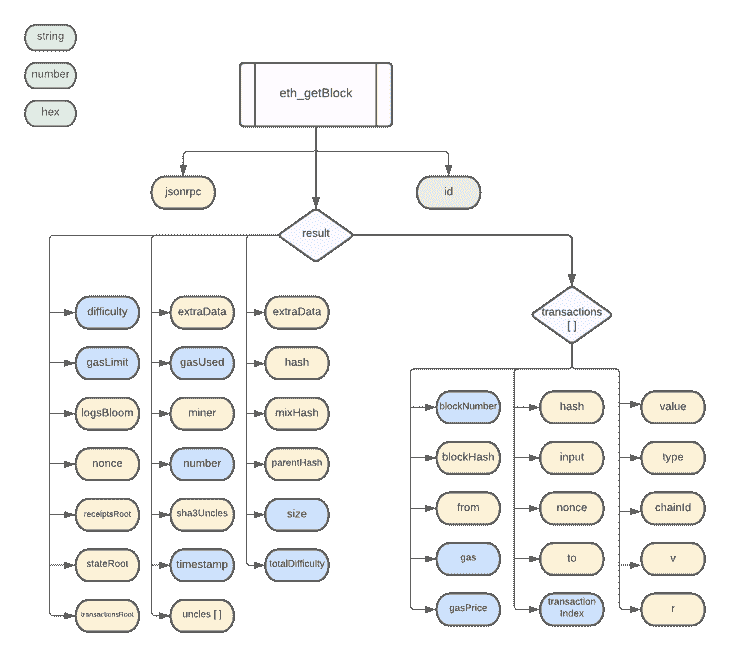 string
number
hex
eth_getBlock
jsonrpc
id
result
difficulty
gasLimit
logsBloom
nonce
receiptsRoot
stateRoot
transactionsRoot
extraData
gasUsed
miner
number
sha3Uncles
timestamp
uncles [ ]
extraData
hash
mixHash
parentHash
size
totalDifficulty
transactions
[ ]
blockNumber
blockHash
from
gas
gasPrice
hash
input
nonce
to
transaction
Index
value
type
chainId
v
r